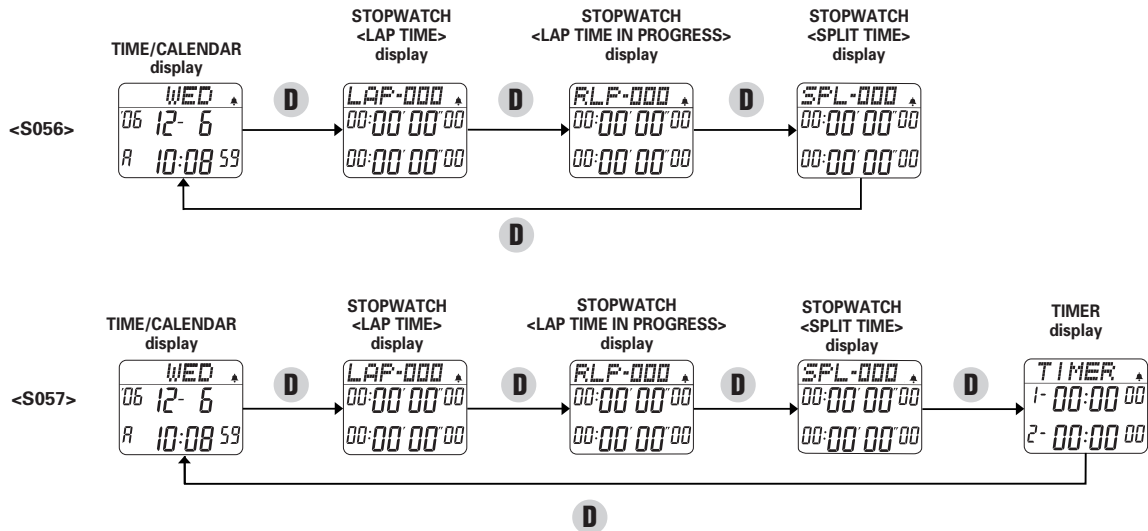 STOPWATCH
<LAP TIME>
display
STOPWATCH
<LAP TIME IN PROGRESS>
display
STOPWATCH
<SPLIT TIME>
display
TIME/CALENDAR
display
<S056>
WED
'06 12- 6
A 10:08 59
D
LAP-000
00:00'00"00
00:00'00"00
D
RLP-000
00:00'00"00
00:00'00"00
D
SPL-000
00:00'00"00
00:00'00"00
D
TIME/CALENDAR
display
STOPWATCH
<LAP TIME>
display
STOPWATCH
<LAP TIME IN PROGRESS>
display
STOPWATCH
<SPLIT TIME>
display
TIMER
display
<S057>
WED
'06 12- 6
A 10:08 59
D
LAP-000
00:00'00"00
00:00'00"00
D
RLP-000
00:00'00"00
00:00'00"00
D
SPL-000
00:00'00"00
00:00'00"00
D
TIMER
1- 00:00 00
2- 00:00 00
D